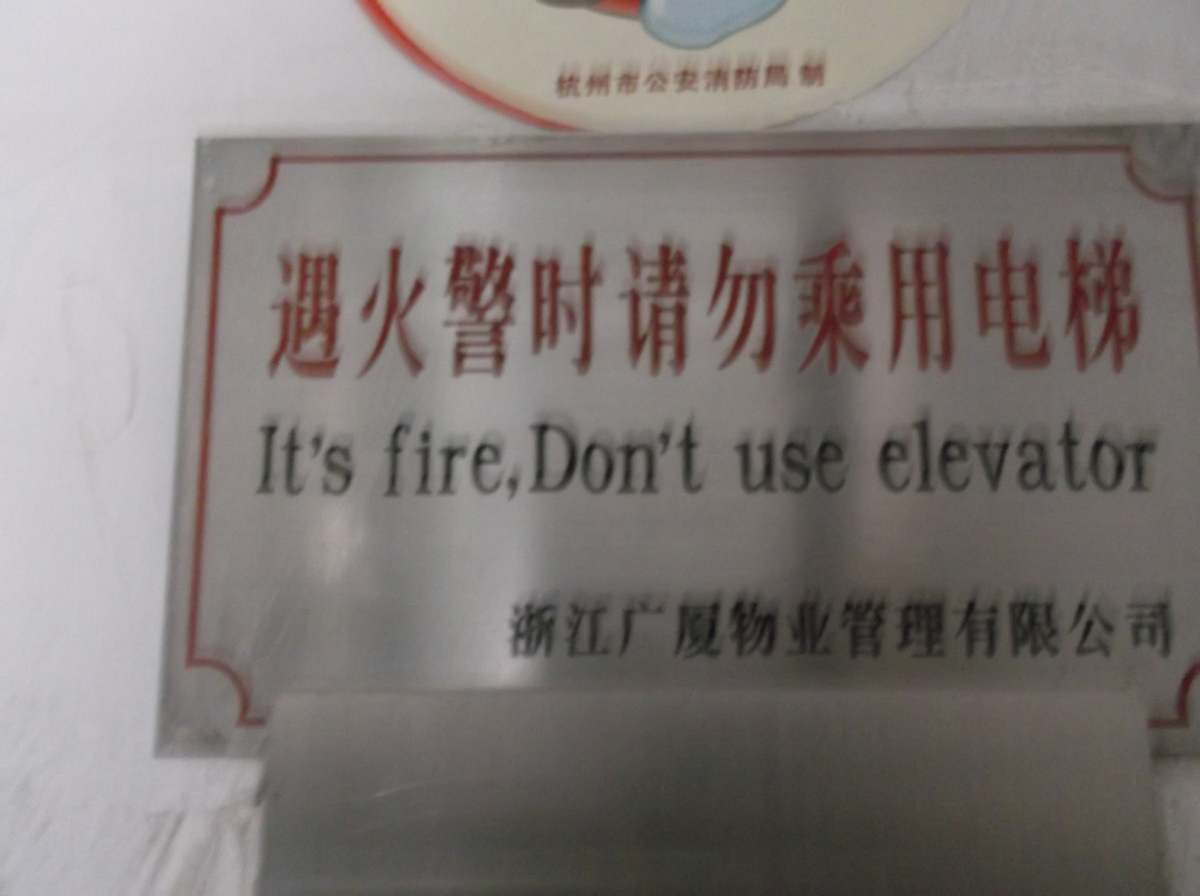 杭州市公安消防局 制
遇火警时请勿乘用电梯
It's fire,Don't use elevator
浙江广厦物业管理有限公司